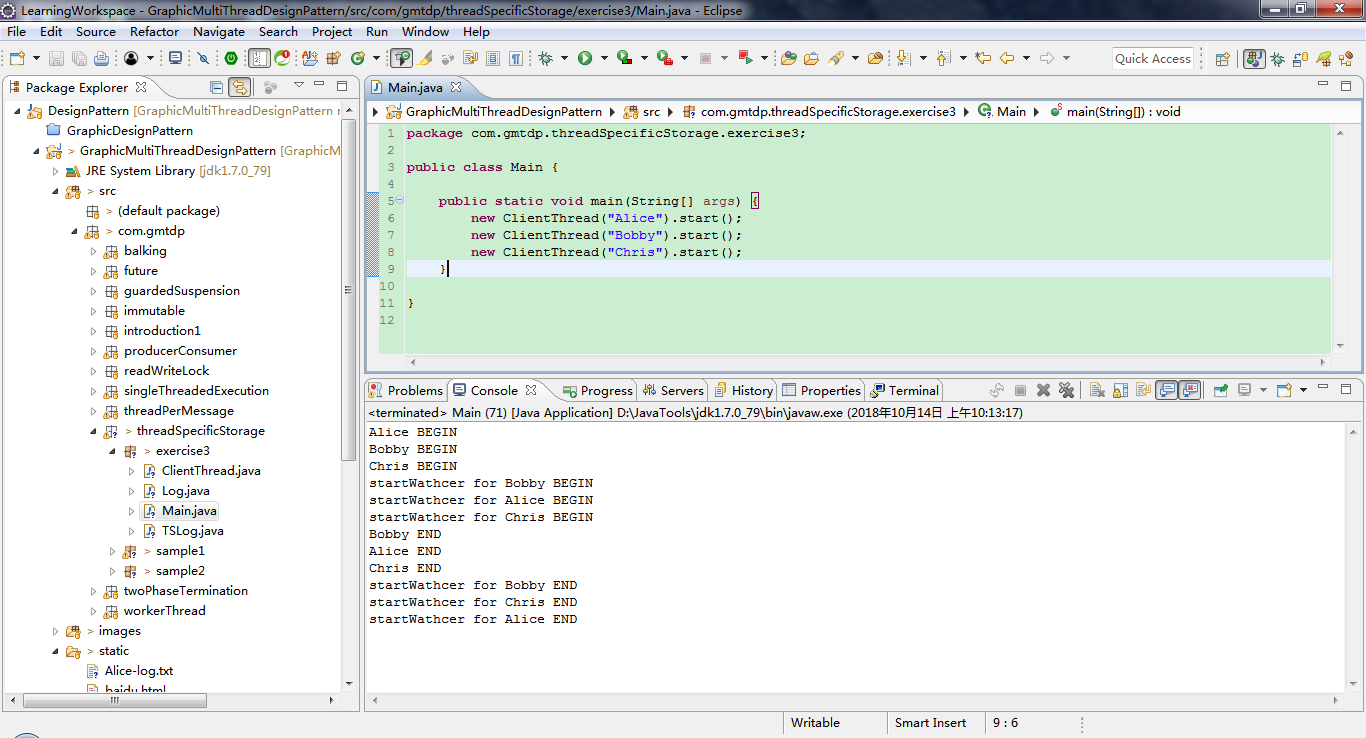 LearningWorkspace - GraphicMultiThreadDesignPattern/src/com/gmtdp/threadSpecificStorage/exercise3/Main.java - Eclipse
File Edit Source Refactor Navigate Search Project Run Window Help
Quick Access
Package Explorer
DesignPattern [GraphicMultiThreadDesignPattern
GraphicDesignPattern
> GraphicMultiThreadDesignPattern [GraphicM
JRE System Library [jdk1.7.0_79]
> src
> (default package)
> com.gmtdp
balking
future
guardedSuspension
immutable
introduction1
producerConsumer
readWriteLock
singleThreadedExecution
threadPerMessage
> threadSpecificStorage
> exercise3
ClientThread.java
Log.java
Main.java
TSLog.java
> sample1
> sample2
twoPhaseTermination
workerThread
> images
> static
Alice-log.txt
baidu.html
Main.java
GraphicMultiThreadDesignPattern src com.gmtdp.threadSpecificStorage.exercise3 Main main(String[]) : void
1 package com.gmtdp.threadSpecificStorage.exercise3;
2
3 public class Main {
4
5 public static void main(String[] args) {
6 new ClientThread("Alice").start();
7 new ClientThread("Bobby").start();
8 new ClientThread("Chris").start();
9 }
10
11 }
12
Problems Console Progress Servers History Properties Terminal
<terminated> Main (71) [Java Application] D:\JavaTools\jdk1.7.0_79\bin\javaw.exe (2018年10月14日 上午10:13:17)
Alice BEGIN
Bobby BEGIN
Chris BEGIN
startWathcer for Bobby BEGIN
startWathcer for Alice BEGIN
startWathcer for Chris BEGIN
Bobby END
Alice END
Chris END
startWathcer for Bobby END
startWathcer for Chris END
startWathcer for Alice END
Writable Smart Insert 9 : 6